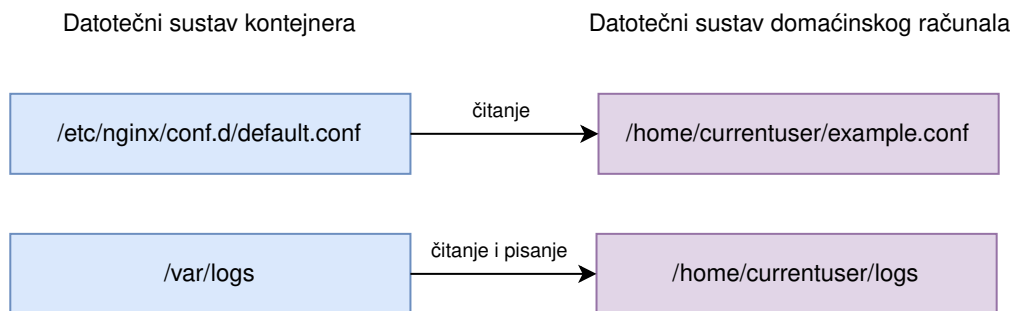 Datotečni sustav kontejnera
Datotečni sustav domaćinskog računala
/etc/nginx/conf.d/default.conf
čitanje
/home/currentuser/example.conf
/var/logs
čitanje i pisanje
/home/currentuser/logs